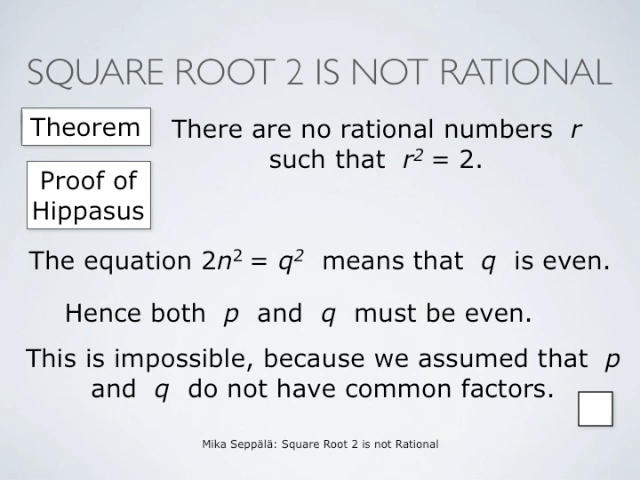 SQUARE ROOT 2 IS NOT RATIONAL
Theorem
There are no rational numbers r
such that r² = 2.
Proof of
Hippasus
The equation 2n² = q² means that q is even.
Hence both p and q must be even.
This is impossible, because we assumed that p
and q do not have common factors.
Mika Seppälä: Square Root 2 is not Rational